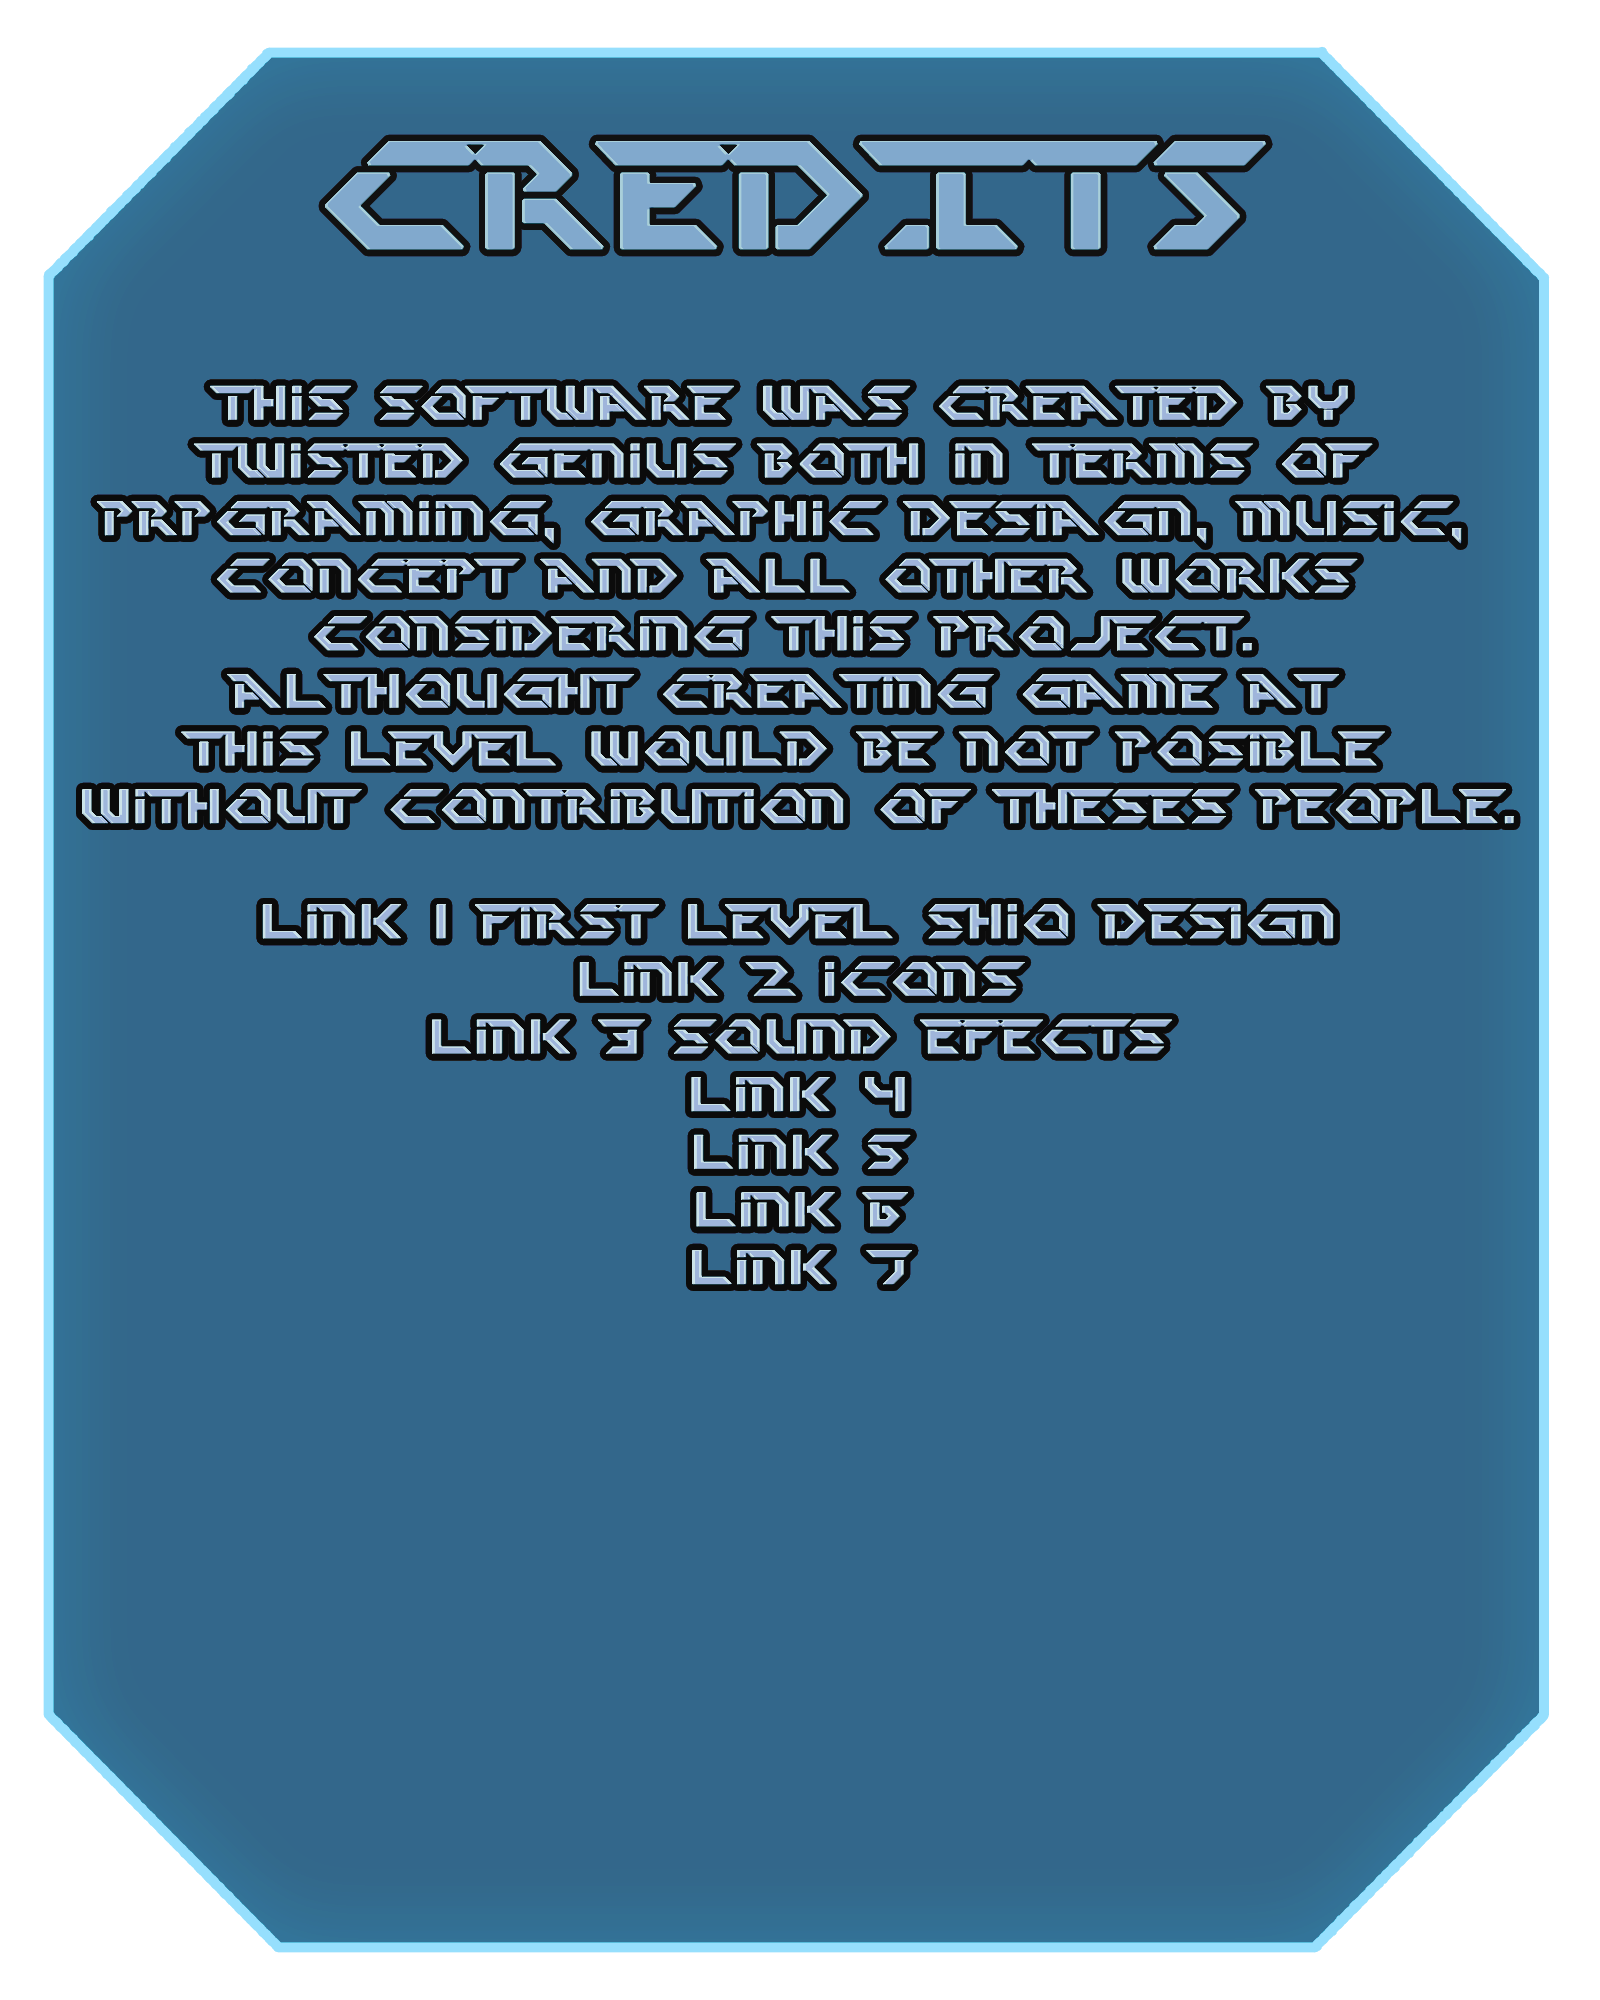 CREDITS
THIS SOFTWARE WAS CREATED BY
TWISTED GENIUS BOTH IN TERMS OF
PRPGRAMIING, GRAPHIC DESIAGN, MUSIC,
CONCEPT AND ALL OTHER WORKS
CONSIDERING THIS PROJECT.
ALTHOUGHT CREATING GAME AT
THIS LEVEL WOULD BE NOT POSIBLE
WITHOUT CONTRIBUTION OF THESES PEOPLE.
LINK 1 FIRST LEVEL SHIO DESIGN
LINK 2 ICONS
LINK 3 SOUND EFECTS
LINK 4
LINK 5
LINK 6
LINK 7